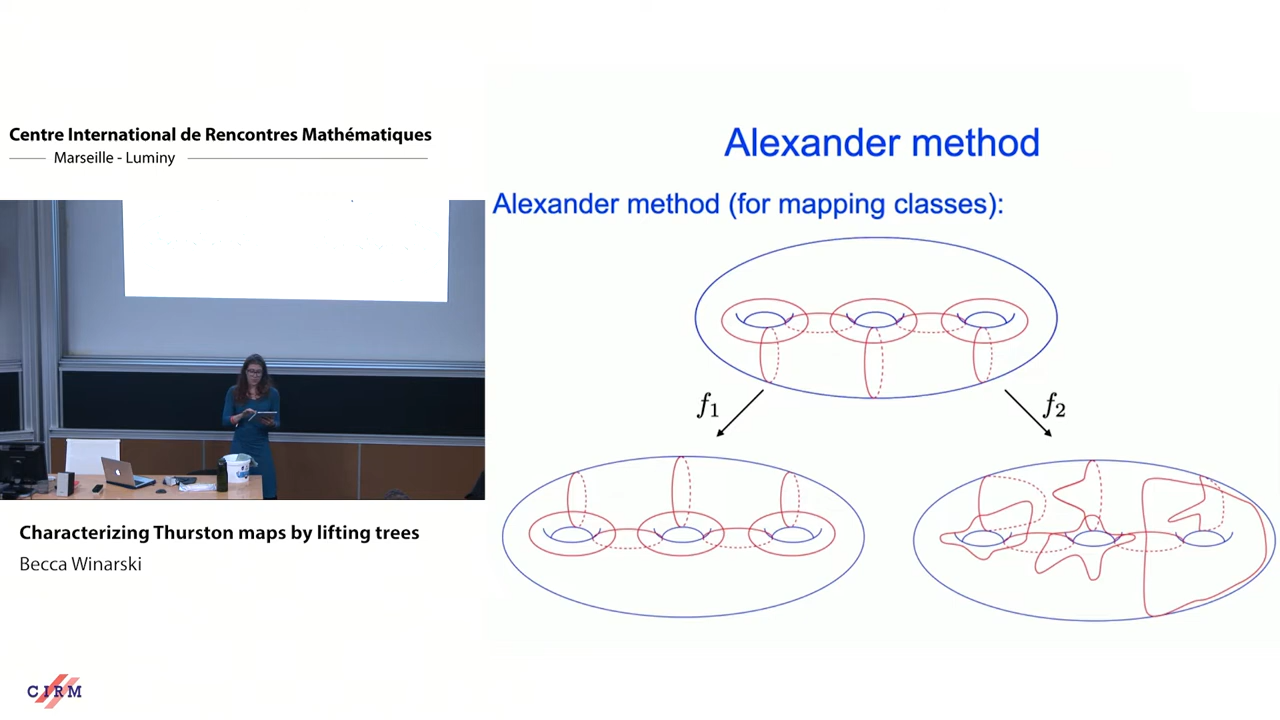 Centre International de Rencontres Mathématiques
Marseille - Luminy
Alexander method
Alexander method (for mapping classes):
f₁
f₂
Characterizing Thurston maps by lifting trees
Becca Winarski
CIRM